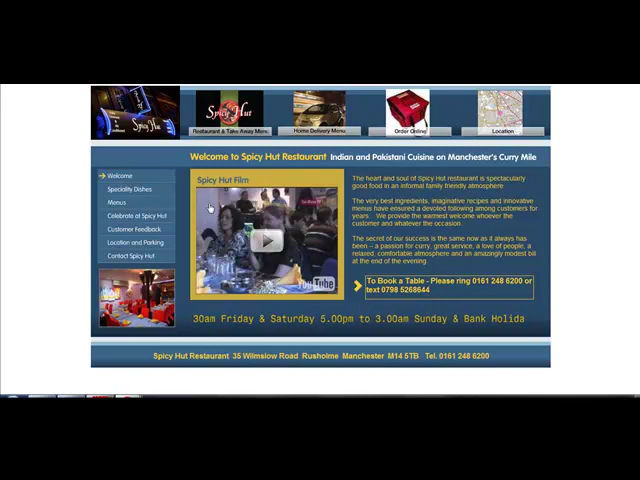 Spicy Hut
Spicy Hut
Restaurant & Take Away Menu
Home Delivery Menu
Order Online
Location
Welcome to Spicy Hut Restaurant Indian and Pakistani Cuisine on Manchester's Curry Mile
Welcome
Speciality Dishes
Menus
Celebrate at Spicy Hut
Customer Feedback
Location and Parking
Contact Spicy Hut
Spicy Hut Film
YouTube
The heart and soul of Spicy Hut restaurant is spectacularly
good food in an informal family friendly atmosphere
The very best ingredients, imaginative recipes and innovative
menus have ensured a devoted following among customers for
years. We provide the warmest welcome whoever the
customer and whatever the occasion.
The secret of our success is the same now as it always has
been – a passion for curry, great service, a love of people, a
relaxed, comfortable atmosphere and an amazingly modest bill
at the end of the evening.
To Book a Table - Please ring 0161 248 6200 or
text 0798 5268644
30am Friday & Saturday 5.00pm to 3.00am Sunday & Bank Holida
Spicy Hut Restaurant 35 Wilmslow Road Rusholme Manchester M14 5TB Tel. 0161 248 6200